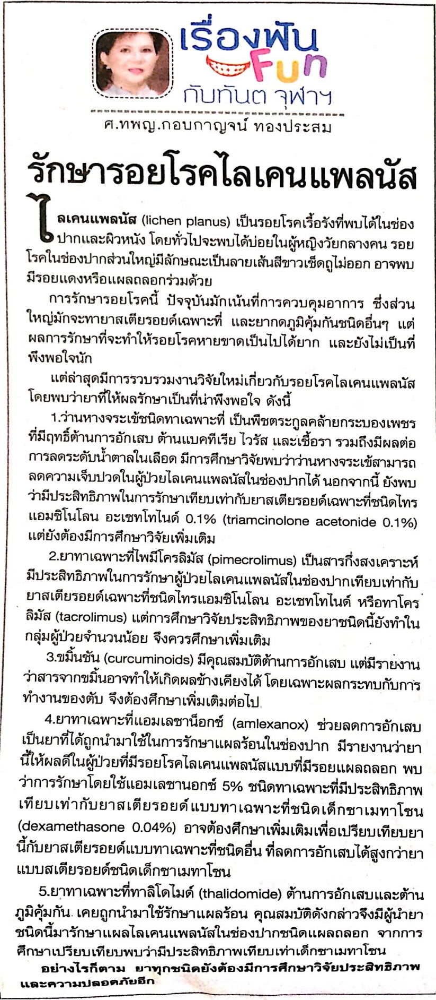 เรื่องฟัน
Fun
กับทันต จุฬาฯ
ศ.ทพญ.กอบกาญจน์ ทองประสม
รักษารอยโรคไลเคนแพลนัส
ไลเคนแพลนัส (lichen planus) เป็นรอยโรคเรื้อรังที่พบได้ในช่อง
ปากและผิวหนัง โดยทั่วไปจะพบได้บ่อยในผู้หญิงวัยกลางคน รอย
โรคในช่องปากส่วนใหญ่มีลักษณะเป็นลายเส้นสีขาวเช็ดถูไม่ออก อาจพบ
มีรอยแดงหรือแผลถลอกร่วมด้วย
การรักษารอยโรคนี้ ปัจจุบันมักเน้นที่การควบคุมอาการ ซึ่งส่วน
ใหญ่มักจะทายาสเตียรอยด์เฉพาะที่ และยากดภูมิคุ้มกันชนิดอื่นๆ แต่
ผลการรักษาที่จะทำให้รอยโรคหายขาดเป็นไปได้ยาก และยังไม่เป็นที่
พึงพอใจนัก
แต่ล่าสุดมีการรวบรวมงานวิจัยใหม่เกี่ยวกับรอยโรคไลเคนแพลนัส
โดยพบว่ายาที่ให้ผลรักษาเป็นที่น่าพึงพอใจ ดังนี้
1.ว่านหางจระเข้ชนิดทาเฉพาะที่ เป็นพืชตระกูลคล้ายกระบองเพชร
ที่มีฤทธิ์ต้านการอักเสบ ต้านแบคทีเรีย ไวรัส และเชื้อรา รวมถึงมีผลต่อ
การลดระดับน้ำตาลในเลือด มีการศึกษาวิจัยพบว่าว่านหางจระเข้สามารถ
ลดความเจ็บปวดในผู้ป่วยไลเคนแพลนัสในช่องปากได้ นอกจากนี้ ยังพบ
ว่ามีประสิทธิภาพในการรักษาเทียบเท่ากับยาสเตียรอยด์เฉพาะที่ชนิดไทร
แอมซิโนโลน อะเซทโทไนด์ 0.1% (triamcinolone acetonide 0.1%)
แต่ยังต้องมีการศึกษาวิจัยเพิ่มเติม
2.ยาทาเฉพาะที่ไพมีโครลิมัส (pimecrolimus) เป็นสารกึ่งสงเคราะห์
มีประสิทธิภาพในการรักษาผู้ป่วยไลเคนแพลนัสในช่องปากเทียบเท่ากับ
ยาสเตียรอยด์เฉพาะที่ชนิดไทรแอมซิโนโลน อะเซทโทไนด์ หรือทาโคร
ลิมัส (tacrolimus) แต่การศึกษาวิจัยประสิทธิภาพของยาชนิดนี้ยังทำใน
กลุ่มผู้ป่วยจำนวนน้อย จึงควรศึกษาเพิ่มเติม
3.ขมิ้นชัน (curcuminoids) มีคุณสมบัติต้านการอักเสบ แต่มีรายงาน
ว่าสารจากขมิ้นอาจทำให้เกิดผลข้างเคียงได้ โดยเฉพาะผลกระทบกับการ
ทำงานของตับ จึงต้องศึกษาเพิ่มเติมต่อไป
4.ยาทาเฉพาะที่แอมเลซาน็อกซ์ (amlexanox) ช่วยลดการอักเสบ
เป็นยาที่ได้ถูกนำมาใช้ในการรักษาแผลร้อนในช่องปาก มีรายงานว่ายา
นี้ให้ผลดีในผู้ป่วยที่มีรอยโรคไลเคนแพลนัสแบบที่มีรอยแผลถลอก พบ
ว่าการรักษาโดยใช้แอมเลซานอกซ์ 5% ชนิดทาเฉพาะที่มีประสิทธิภาพ
เทียบเท่ากับยาสเตียรอยด์แบบทาเฉพาะที่ชนิดเด็กซาเมทาโซน
(dexamethasone 0.04%) อาจต้องศึกษาเพิ่มเติมเพื่อเปรียบเทียบยา
นี้กับยาสเตียรอยด์แบบทาเฉพาะที่ชนิดอื่น ที่ลดการอักเสบได้สูงกว่ายา
แบบสเตียรอยด์ชนิดเด็กซาเมทาโซน
5.ยาทาเฉพาะที่ทาลิโดไมด์ (thalidomide) ต้านการอักเสบและต้าน
ภูมิคุ้มกัน เคยถูกนำมาใช้รักษาแผลร้อน คุณสมบัติดังกล่าวจึงมีผู้นำยา
ชนิดนี้มารักษาแผลไลเคนแพลนัสในช่องปากชนิดแผลถลอก จากการ
ศึกษาเปรียบเทียบพบว่ามีประสิทธิภาพเทียบเท่าเด็กซาเมทาโซน
อย่างไรก็ตาม ยาทุกชนิดยังต้องมีการศึกษาวิจัยประสิทธิภาพ
และความปลอดภัยอีก